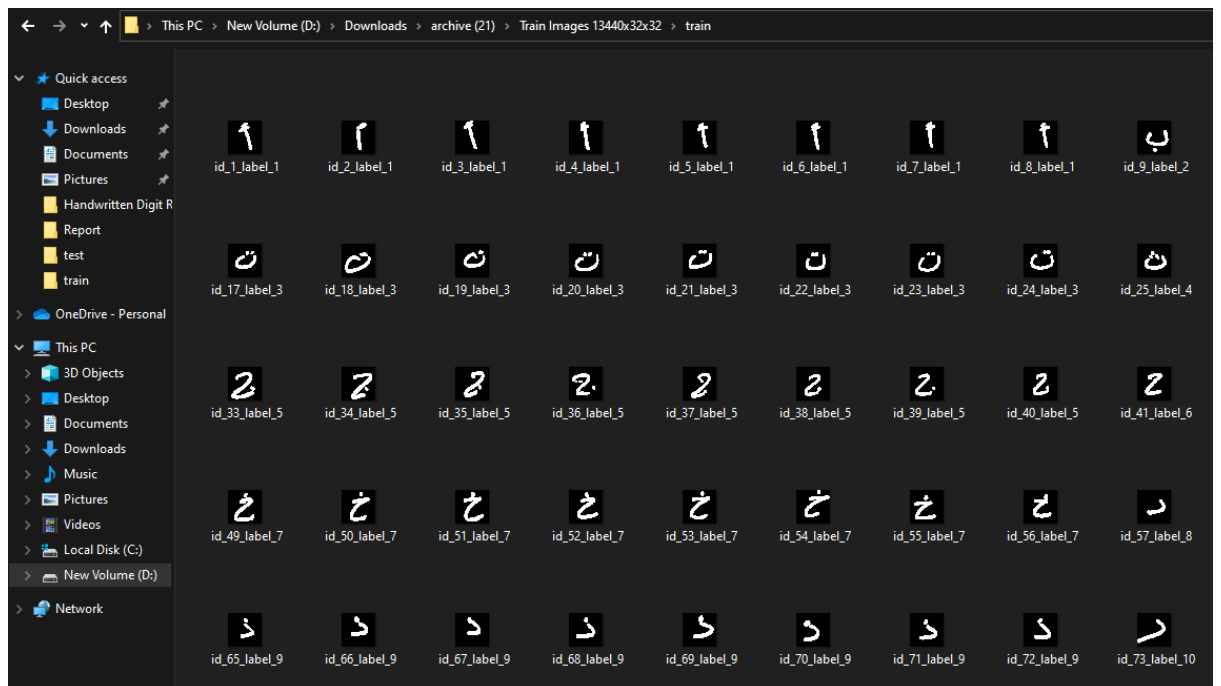 This PC > New Volume (D:) > Downloads > archive (21) > Train Images 13440x32x32 > train
Quick access
Desktop
Downloads
Documents
Pictures
Handwritten Digit R
Report
test
train
OneDrive - Personal
This PC
3D Objects
Desktop
Documents
Downloads
Music
Pictures
Videos
Local Disk (C:)
New Volume (D:)
Network
أ أ أ أ أ أ أ أ ب
id_1_label_1 id_2_label_1 id_3_label_1 id_4_label_1 id_5_label_1 id_6_label_1 id_7_label_1 id_8_label_1 id_9_label_2
ت ت ت ت ت ت ت ت ث
id_17_label_3 id_18_label_3 id_19_label_3 id_20_label_3 id_21_label_3 id_22_label_3 id_23_label_3 id_24_label_3 id_25_label_4
ج ج ج ج ج ج ج ج ح
id_33_label_5 id_34_label_5 id_35_label_5 id_36_label_5 id_37_label_5 id_38_label_5 id_39_label_5 id_40_label_5 id_41_label_6
خ خ خ خ خ خ خ خ د
id_49_label_7 id_50_label_7 id_51_label_7 id_52_label_7 id_53_label_7 id_54_label_7 id_55_label_7 id_56_label_7 id_57_label_8
ذ ذ ذ ذ ذ ذ ذ ذ ر
id_65_label_9 id_66_label_9 id_67_label_9 id_68_label_9 id_69_label_9 id_70_label_9 id_71_label_9 id_72_label_9 id_73_label_10